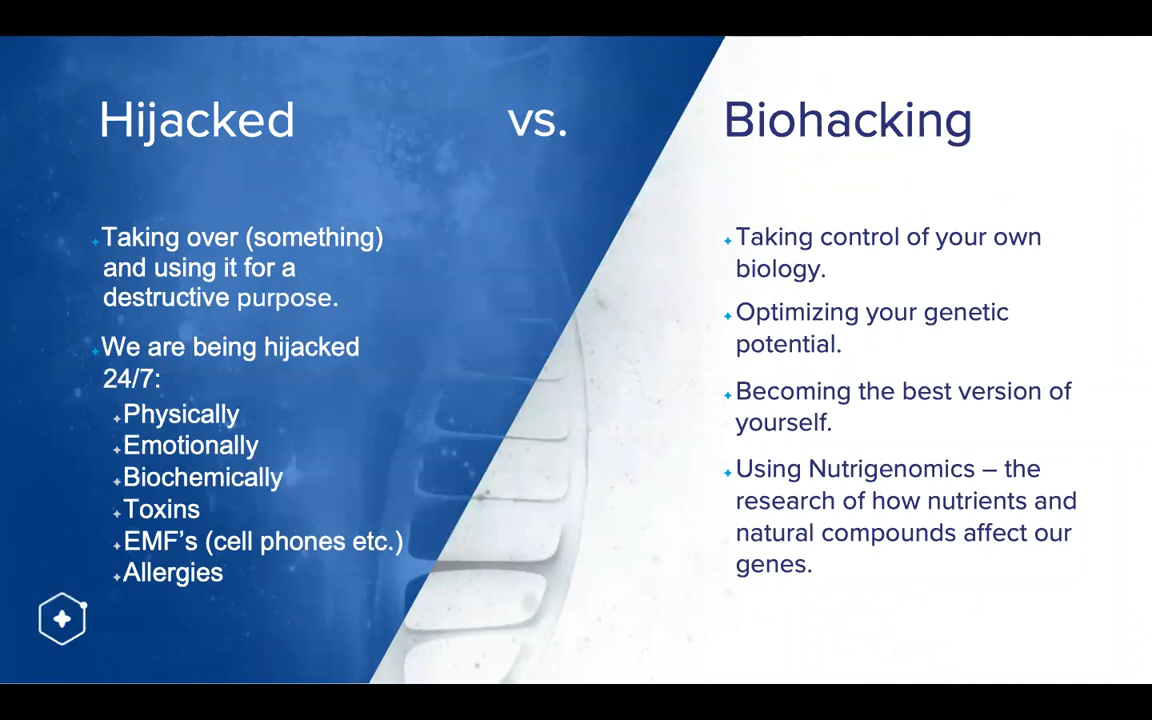 Hijacked
vs.
Biohacking
Taking over (something)
and using it for a
destructive purpose.
We are being hijacked
24/7:
Physically
Emotionally
Biochemically
Toxins
EMF's (cell phones etc.)
Allergies
Taking control of your own
biology.
Optimizing your genetic
potential.
Becoming the best version of
yourself.
Using Nutrigenomics – the
research of how nutrients and
natural compounds affect our
genes.